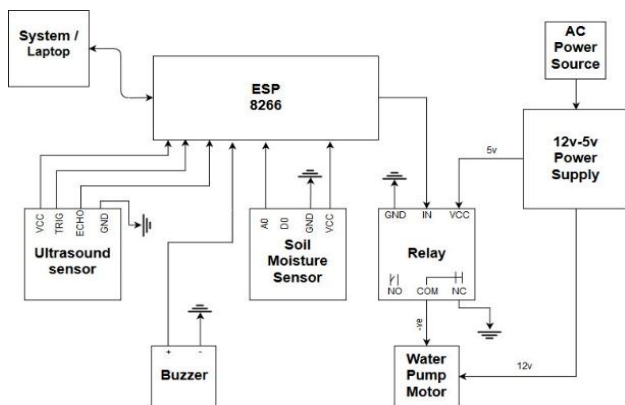 System /
Laptop
ESP
8266
AC
Power
Source
12v-5v
Power
Supply
5v
VCC
TRIG
ECHO
GND
Ultrasound
sensor
A0
D0
GND
VCC
Soil
Moisture
Sensor
GND IN VCC
Relay
NO COM NC
-ve
+ -
Buzzer
Water
Pump
Motor
12v